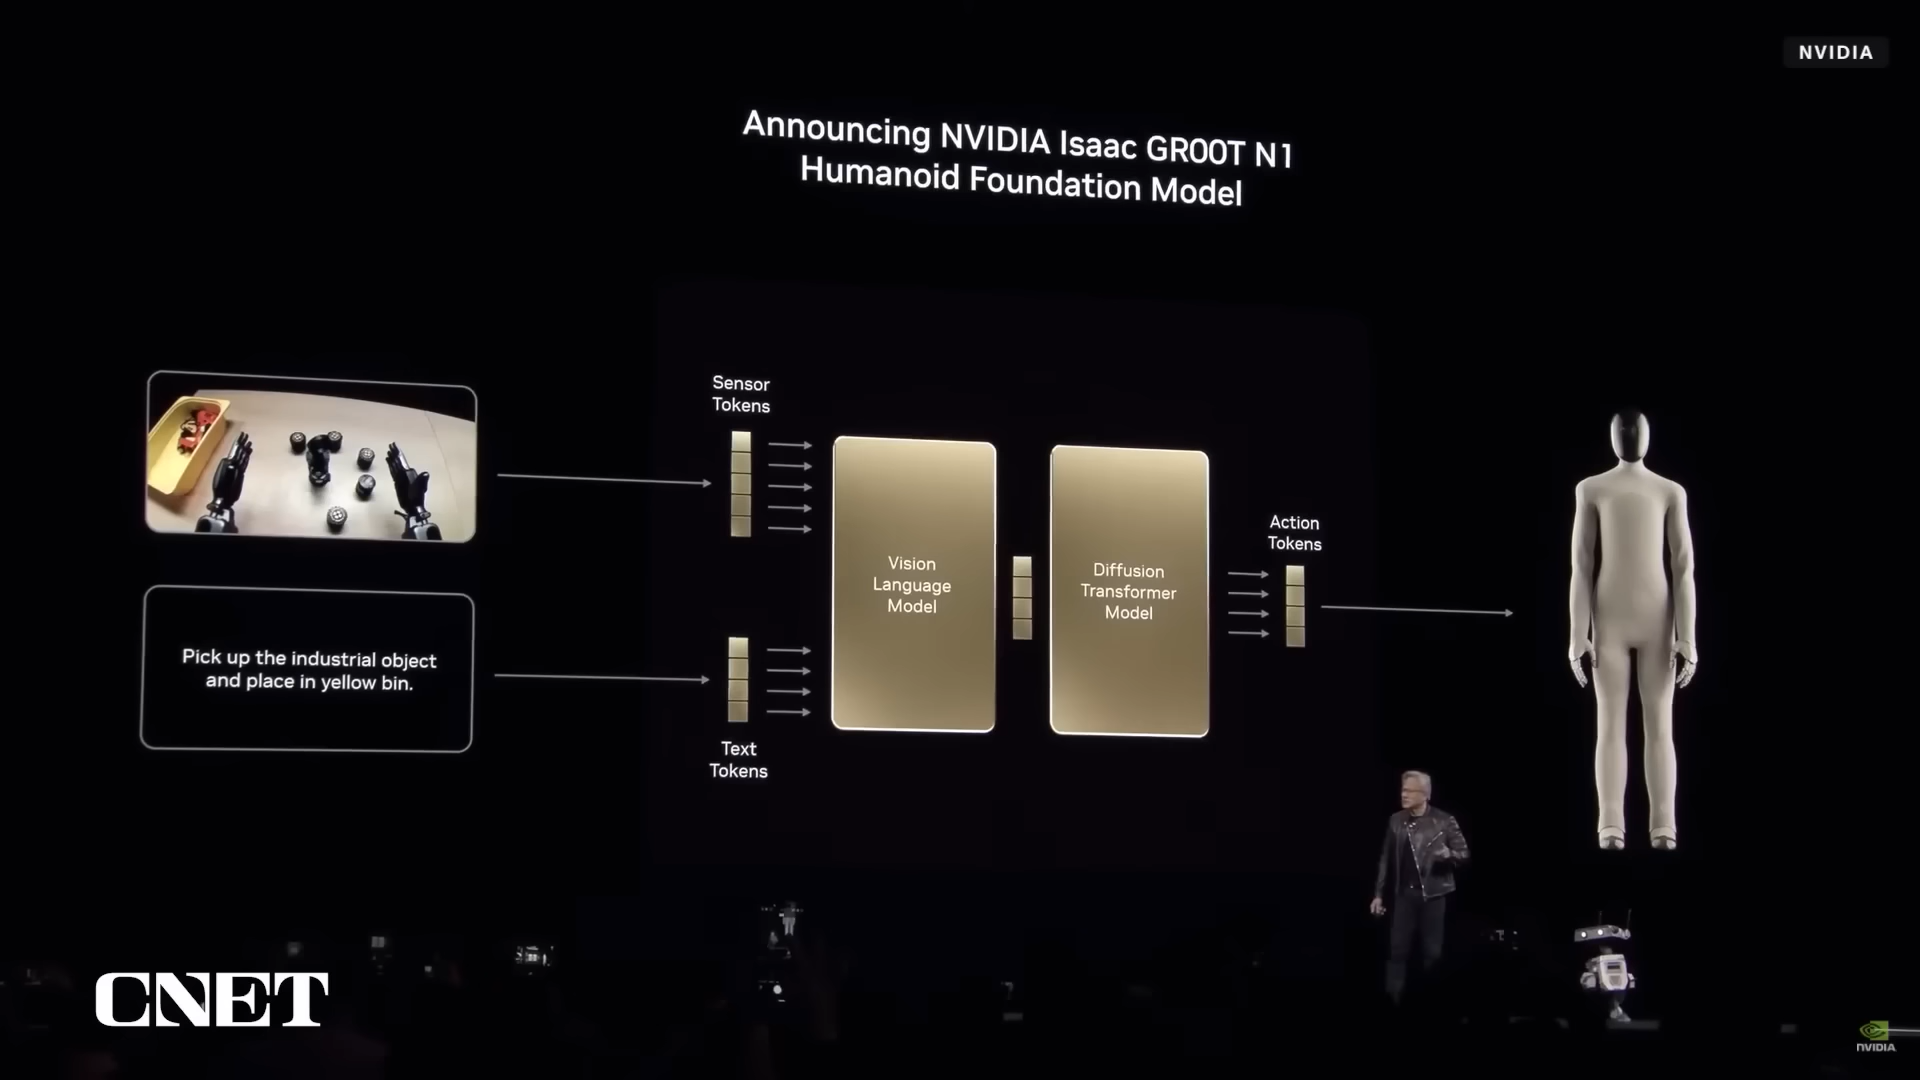 NVIDIA
Announcing NVIDIA Isaac GR00T N1
Humanoid Foundation Model
Sensor
Tokens
Vision
Language
Model
Diffusion
Transformer
Model
Action
Tokens
Pick up the industrial object
and place in yellow bin.
Text
Tokens
CNET
NVIDIA